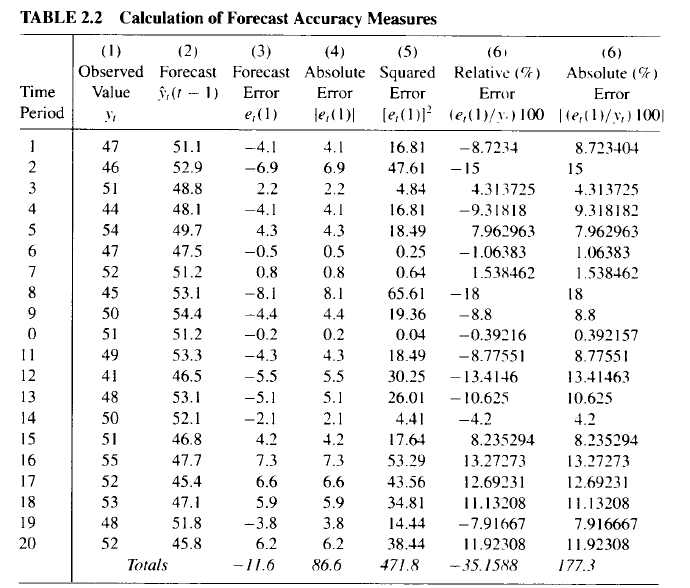 TABLE 2.2 Calculation of Forecast Accuracy Measures
(1) (2) (3) (4) (5) (6) (6)
Observed Forecast Forecast Absolute Squared Relative (%) Absolute (%)
Time Value ŷₜ(t − 1) Error Error Error Error Error
Period yₜ eₜ(1) |eₜ(1)| [eₜ(1)]² (eₜ(1)/yₜ) 100 |(eₜ(1)/yₜ) 100|
1 47 51.1 −4.1 4.1 16.81 −8.7234 8.723404
2 46 52.9 −6.9 6.9 47.61 −15 15
3 51 48.8 2.2 2.2 4.84 4.313725 4.313725
4 44 48.1 −4.1 4.1 16.81 −9.31818 9.318182
5 54 49.7 4.3 4.3 18.49 7.962963 7.962963
6 47 47.5 −0.5 0.5 0.25 −1.06383 1.06383
7 52 51.2 0.8 0.8 0.64 1.538462 1.538462
8 45 53.1 −8.1 8.1 65.61 −18 18
9 50 54.4 −4.4 4.4 19.36 −8.8 8.8
0 51 51.2 −0.2 0.2 0.04 −0.39216 0.392157
11 49 53.3 −4.3 4.3 18.49 −8.77551 8.77551
12 41 46.5 −5.5 5.5 30.25 −13.4146 13.41463
13 48 53.1 −5.1 5.1 26.01 −10.625 10.625
14 50 52.1 −2.1 2.1 4.41 −4.2 4.2
15 51 46.8 4.2 4.2 17.64 8.235294 8.235294
16 55 47.7 7.3 7.3 53.29 13.27273 13.27273
17 52 45.4 6.6 6.6 43.56 12.69231 12.69231
18 53 47.1 5.9 5.9 34.81 11.13208 11.13208
19 48 51.8 −3.8 3.8 14.44 −7.91667 7.916667
20 52 45.8 6.2 6.2 38.44 11.92308 11.92308
Totals −11.6 86.6 471.8 −35.1588 177.3